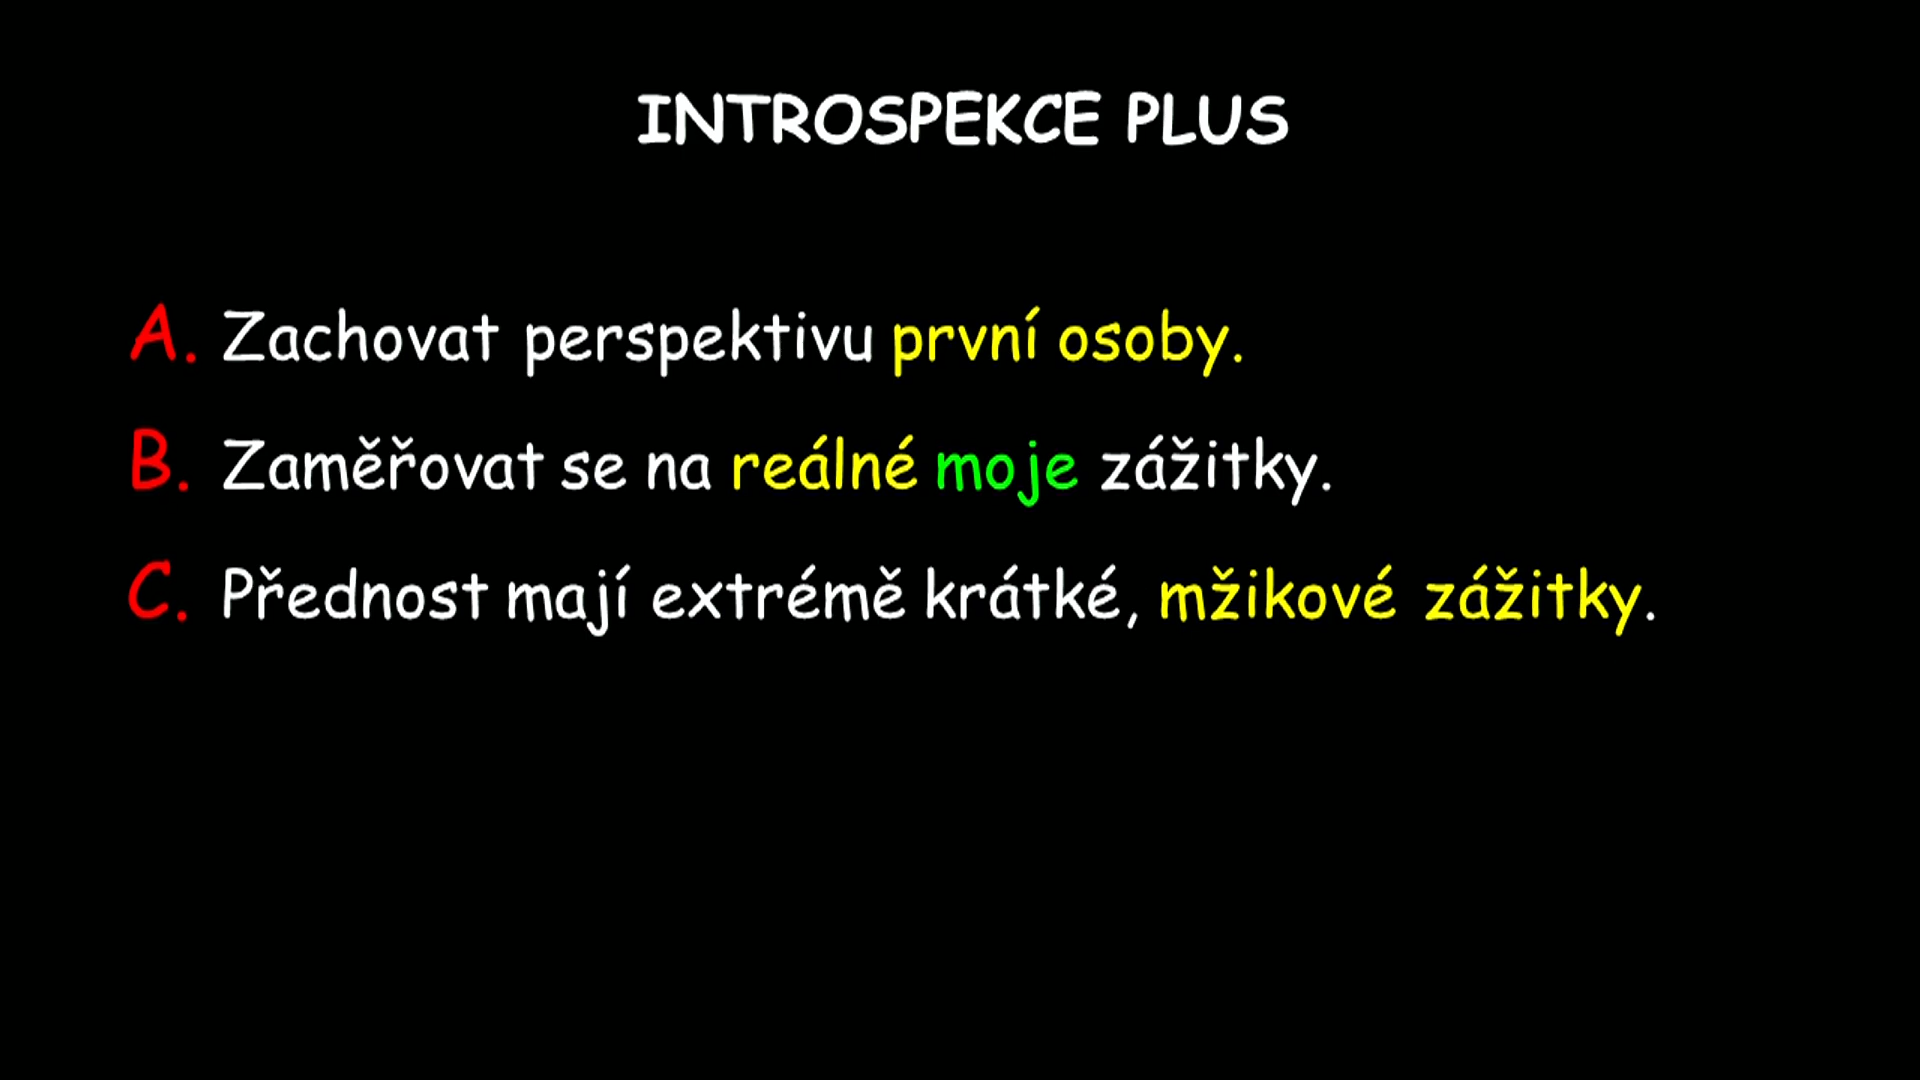 INTROSPEKCE PLUS
A. Zachovat perspektivu první osoby.
B. Zaměřovat se na reálné moje zážitky.
C. Přednost mají extrémě krátké, mžikové zážitky.